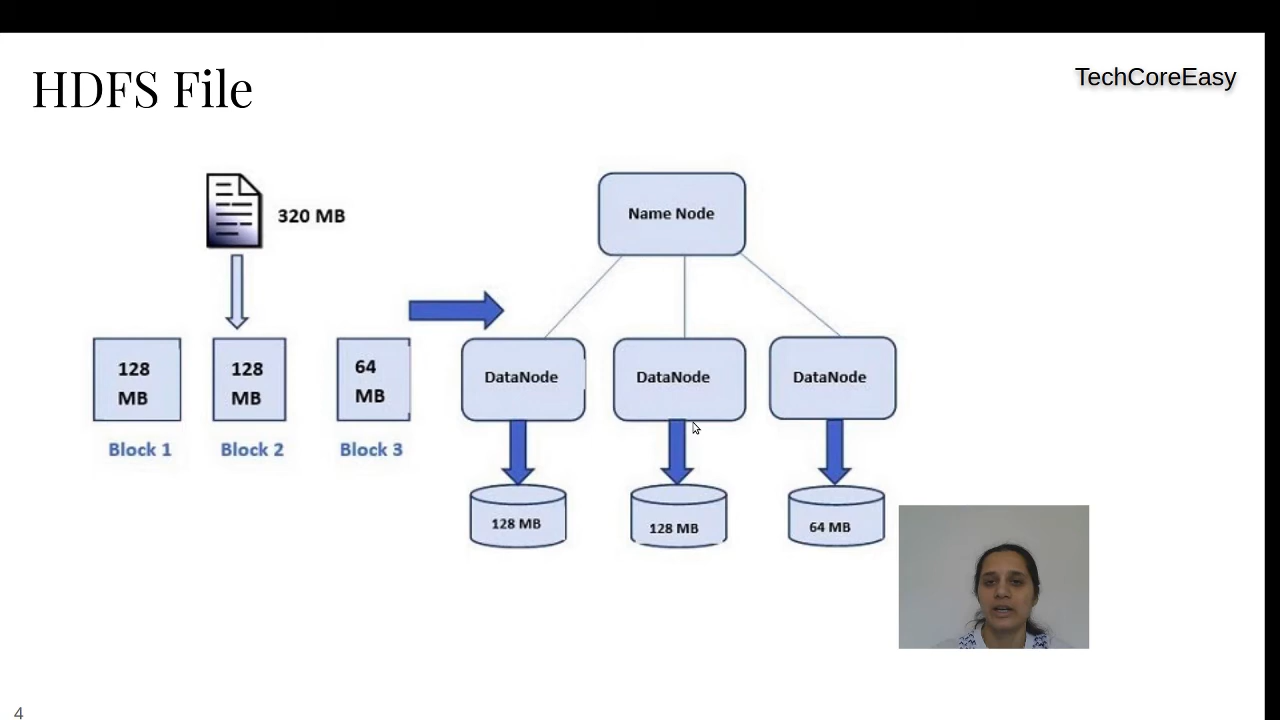 HDFS File
TechCoreEasy
320 MB
Name Node
128
MB
128
MB
64
MB
Block 1
Block 2
Block 3
DataNode
DataNode
DataNode
128 MB
128 MB
64 MB
4